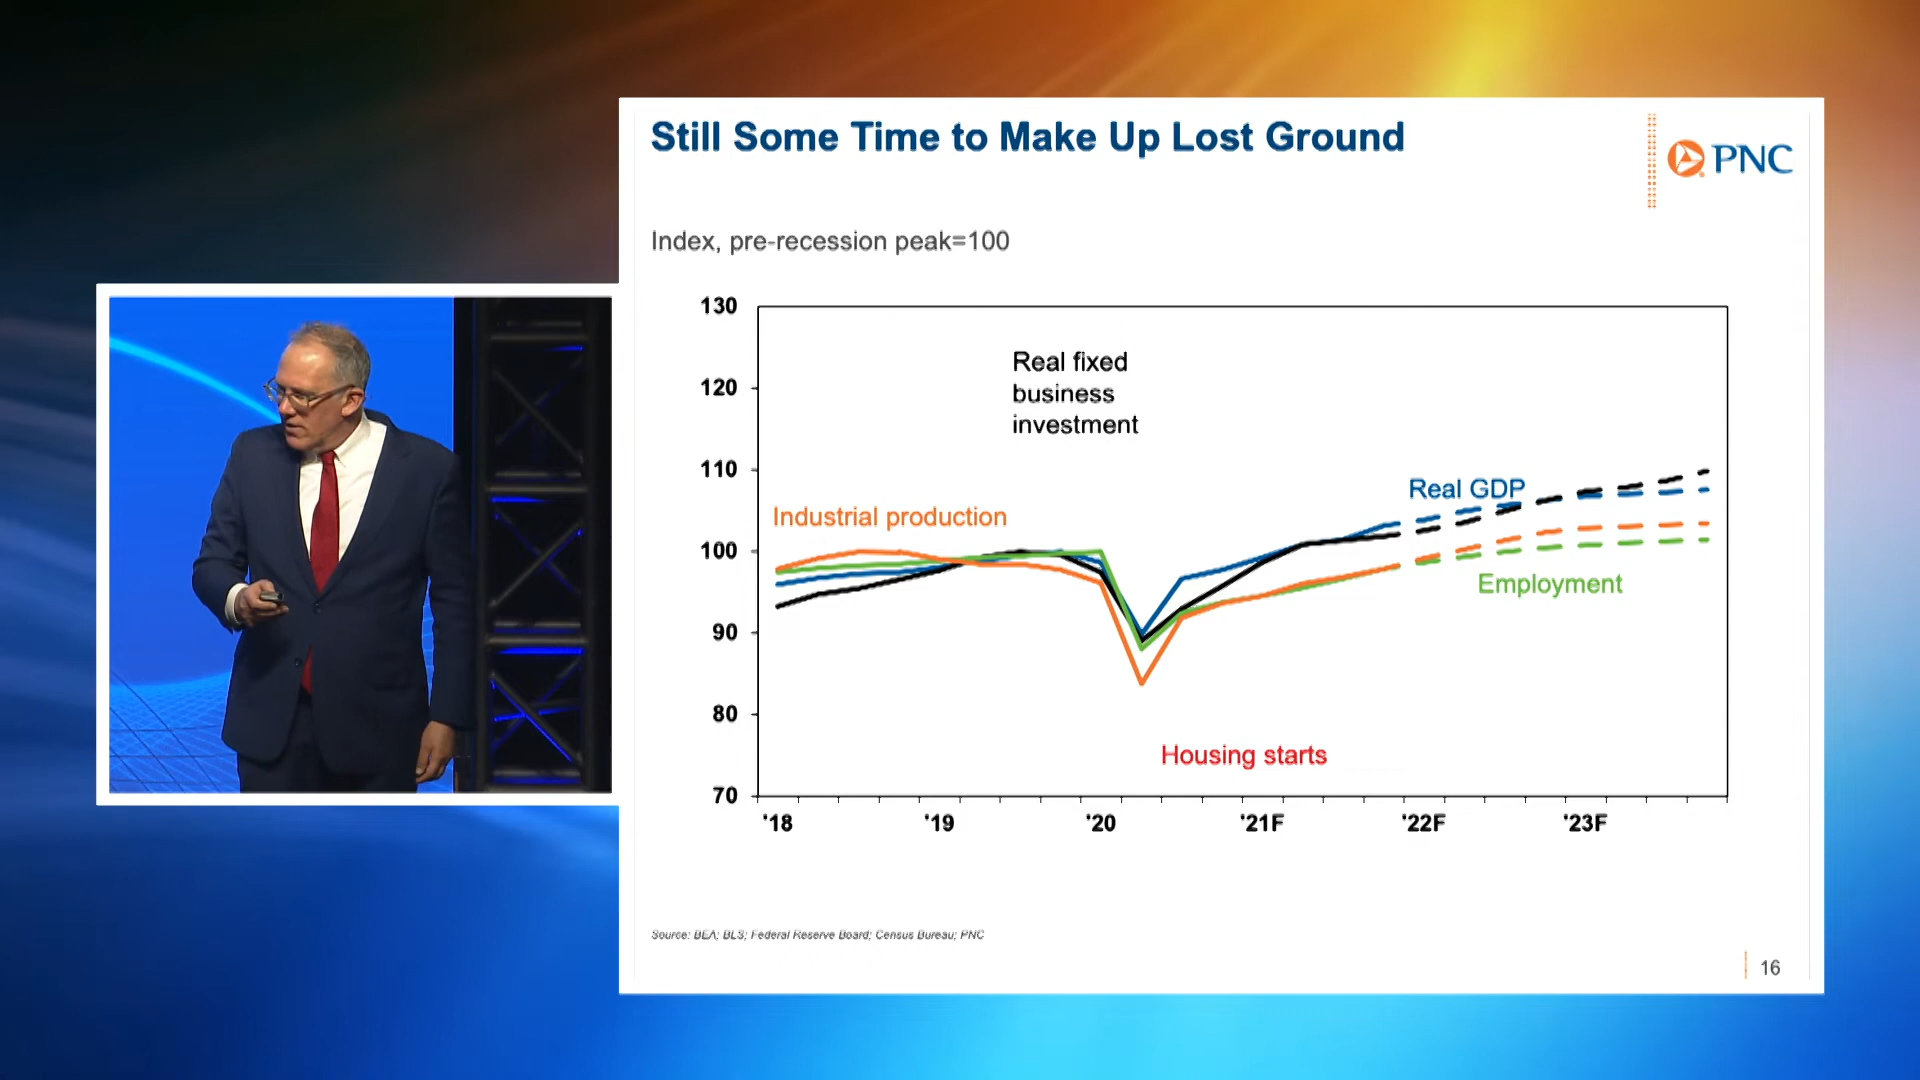 Still Some Time to Make Up Lost Ground
PNC
Index, pre-recession peak=100
130
120
110
100
90
80
70
Real fixed
business
investment
Real GDP
Industrial production
Employment
Housing starts
'18 '19 '20 '21F '22F '23F
Source: BEA; BLS; Federal Reserve Board; Census Bureau; PNC
16